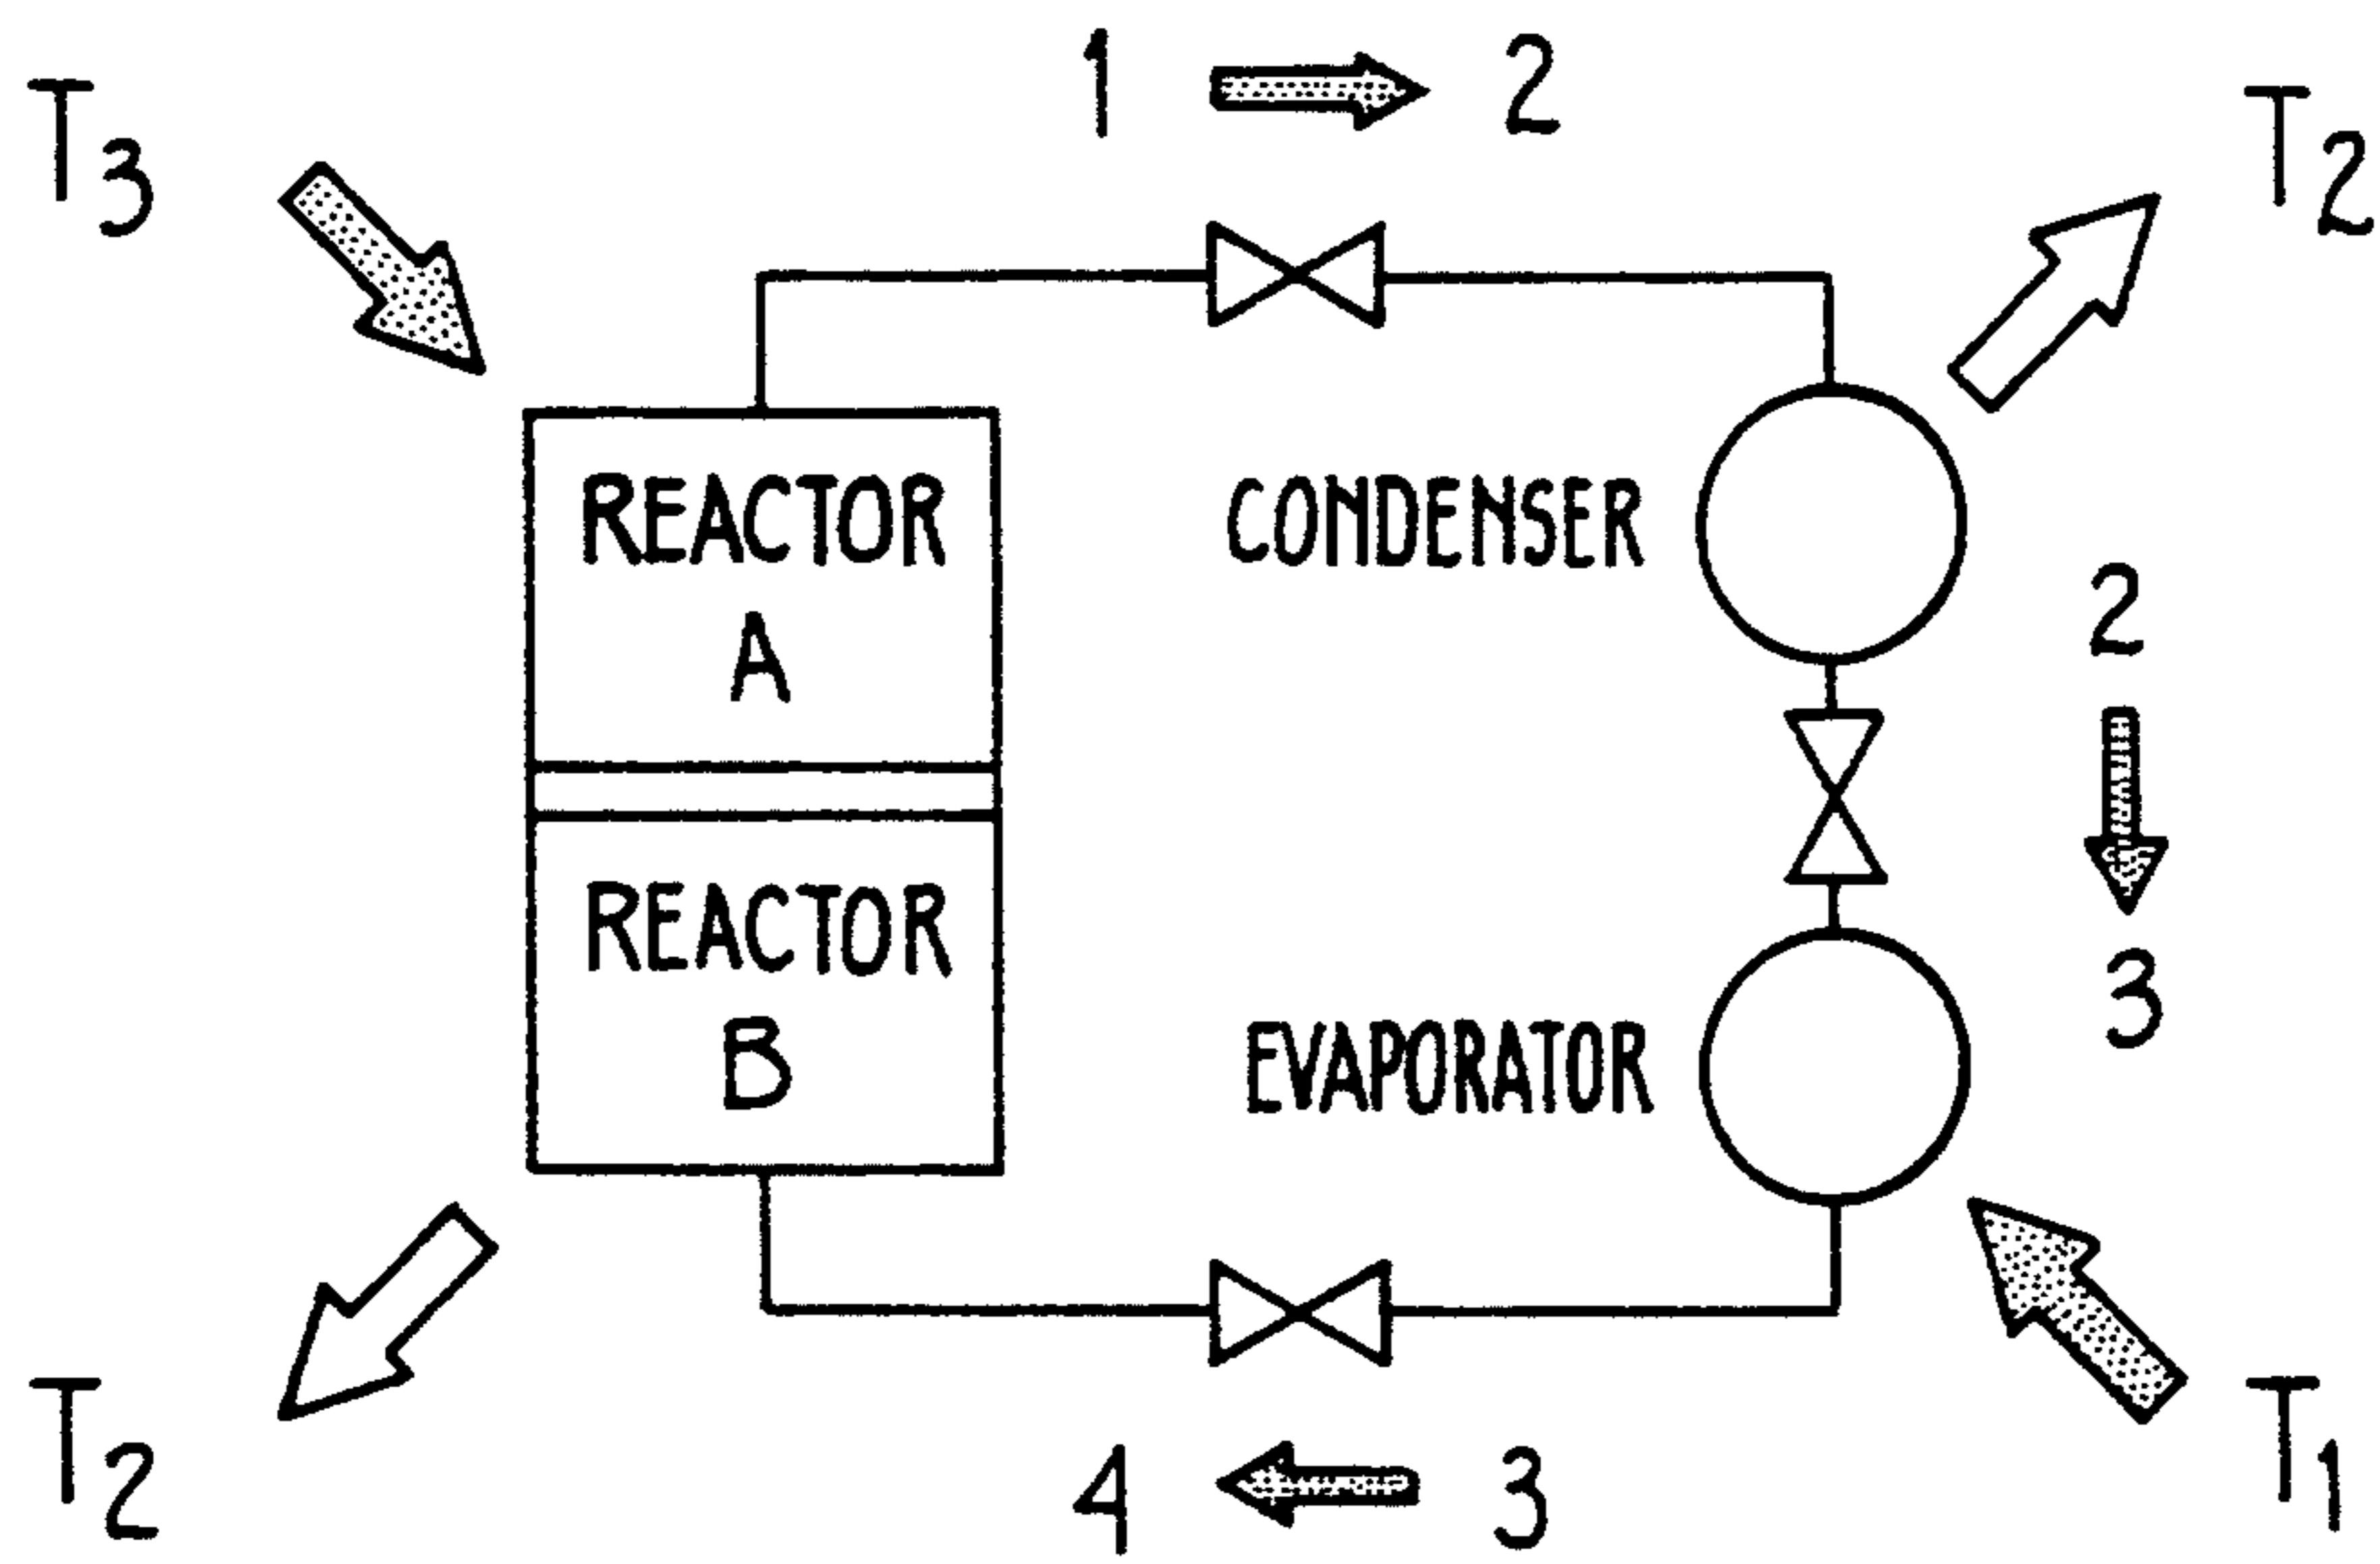 T3
1 2
T2
REACTOR
A
CONDENSER
2
3
REACTOR
B
EVAPORATOR
T2
4 3
T1